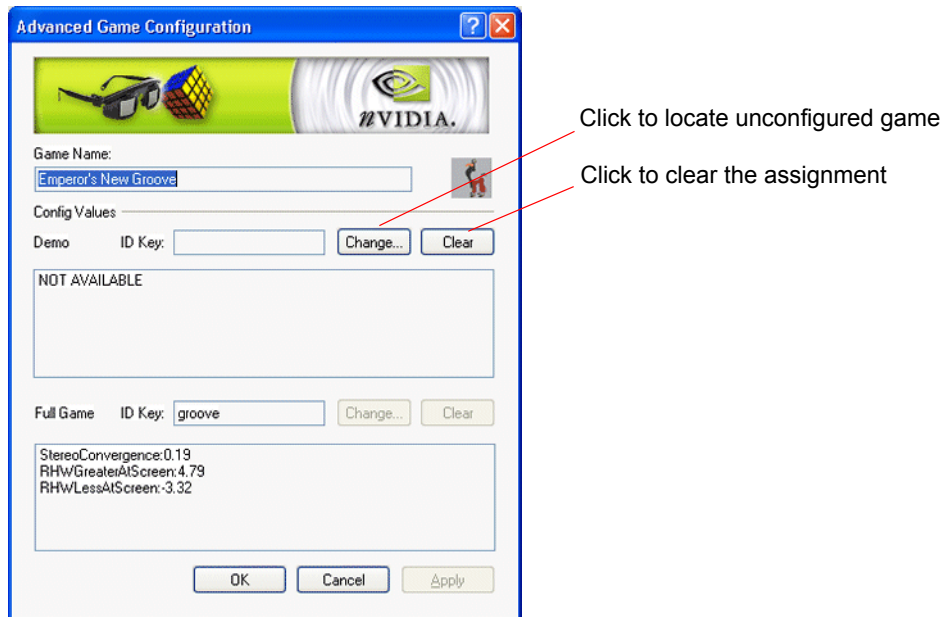 Advanced Game Configuration
nVIDIA.
Click to locate unconfigured game
Game Name:
Emperor's New Groove
Click to clear the assignment
Config Values
Demo ID Key: Change... Clear
NOT AVAILABLE
Full Game ID Key: groove Change... Clear
StereoConvergence:0.19
RHWGreaterAtScreen:4.79
RHWLessAtScreen:-3.32
OK Cancel Apply